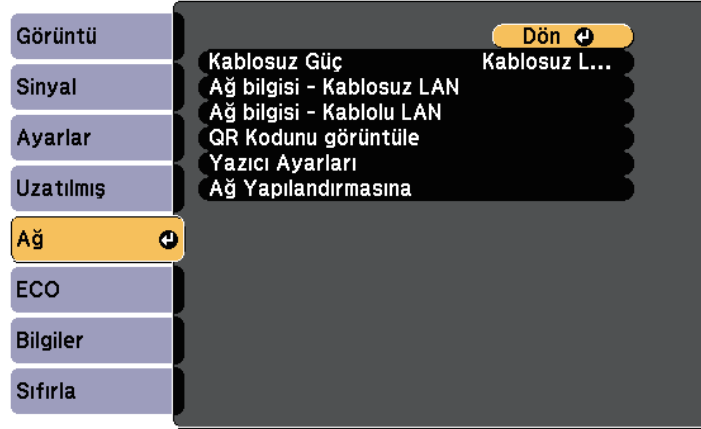 Görüntü
Sinyal
Ayarlar
Uzatılmış
Ağ
ECO
Bilgiler
Sıfırla
Dön
Kablosuz Güç Kablosuz L...
Ağ bilgisi - Kablosuz LAN
Ağ bilgisi - Kablolu LAN
QR Kodunu görüntüle
Yazıcı Ayarları
Ağ Yapılandırmasına